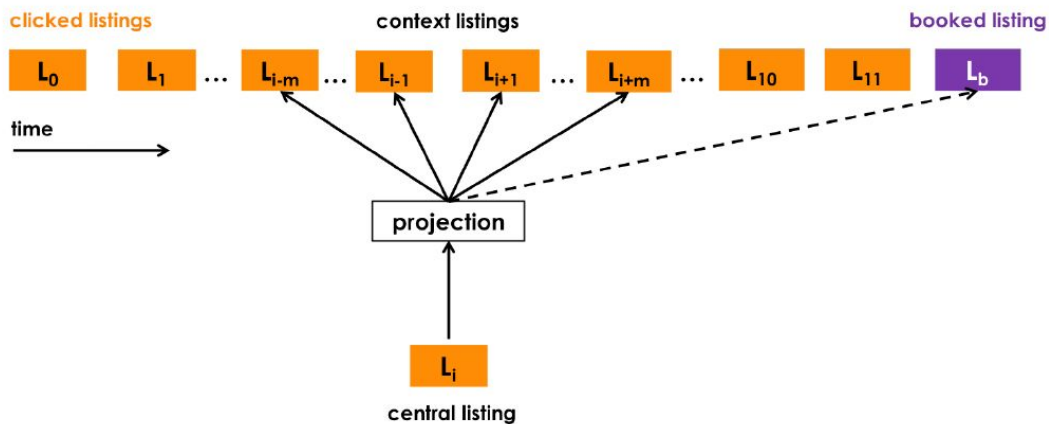 clicked listings context listings booked listing
L₀ L₁ ... Lᵢ₋ₘ ... Lᵢ₋₁ Lᵢ₊₁ ... Lᵢ₊ₘ ... L₁₀ L₁₁ L_b
time
projection
Lᵢ
central listing